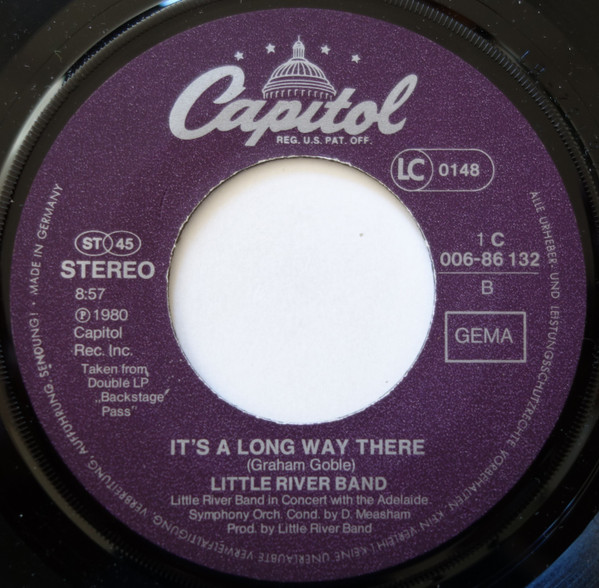 Capitol
REG. U.S. PAT. OFF.
LC 0148
ST 45
STEREO
8:57
℗ 1980
Capitol
Rec. Inc.
Taken from
Double LP
„Backstage
Pass"
1 C
006-86 132
B
GEMA
IT'S A LONG WAY THERE
(Graham Goble)
LITTLE RIVER BAND
Little River Band in Concert with the Adelaide
Symphony Orch. Cond. by D. Measham
Prod. by Little River Band
ALLE URHEBER- UND LEISTUNGSSCHUTZRECHTE VORBEHALTEN. KEIN VERLEIH! KEINE UNERLAUBTE VERVIELFÄLTIGUNG, VERBREITUNG, AUFFÜHRUNG, SENDUNG! · MADE IN GERMANY